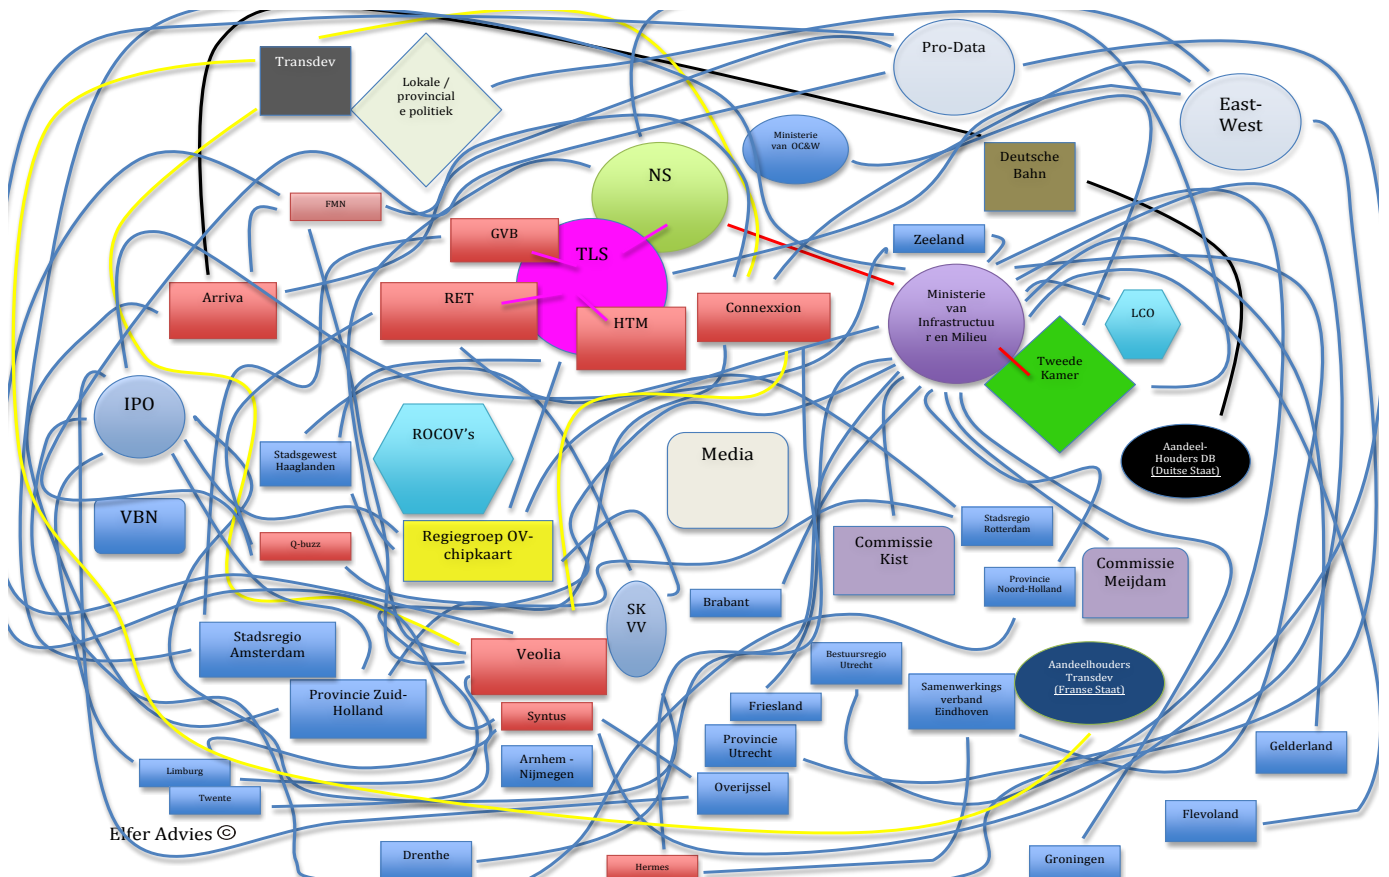 Transdev
Lokale /
provincial
e politiek
Pro-Data
East-
West
Ministerie
van OC&W
Deutsche
Bahn
NS
FMN
GVB
TLS
Zeeland
Arriva
RET
HTM
Connexxion
Ministerie
van
Infrastructuu
r en Milieu
LCO
Tweede
Kamer
IPO
ROCOV's
Stadsgewest
Haaglanden
Media
Aandeel-
Houders DB
(Duitse Staat)
VBN
Q-buzz
Regiegroep OV-
chipkaart
Commissie
Kist
Stadsregio
Rotterdam
Commissie
Meijdam
Provincie
Noord-Holland
SK
VV
Brabant
Stadsregio
Amsterdam
Veolia
Bestuursregio
Utrecht
Aandeelhouders
Transdev
(Franse Staat)
Provincie Zuid-
Holland
Syntus
Friesland
Samenwerkings
verband
Eindhoven
Provincie
Utrecht
Gelderland
Limburg
Arnhem -
Nijmegen
Twente
Overijssel
Flevoland
Elfer Advies ©
Drenthe
Hermes
Groningen